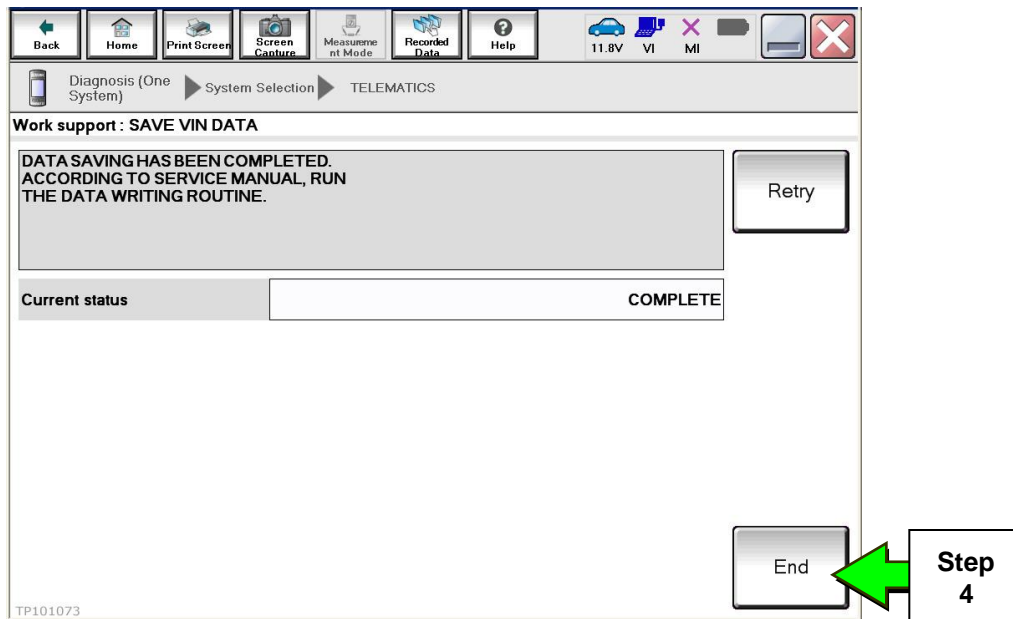 Back
Home
Print Screen
Screen
Capture
Measureme
nt Mode
Recorded
Data
Help
11.8V
VI
MI
Diagnosis (One
System)
System Selection
TELEMATICS
Work support : SAVE VIN DATA
DATA SAVING HAS BEEN COMPLETED.
ACCORDING TO SERVICE MANUAL, RUN
THE DATA WRITING ROUTINE.
Retry
Current status
COMPLETE
End
Step
4
TP101073